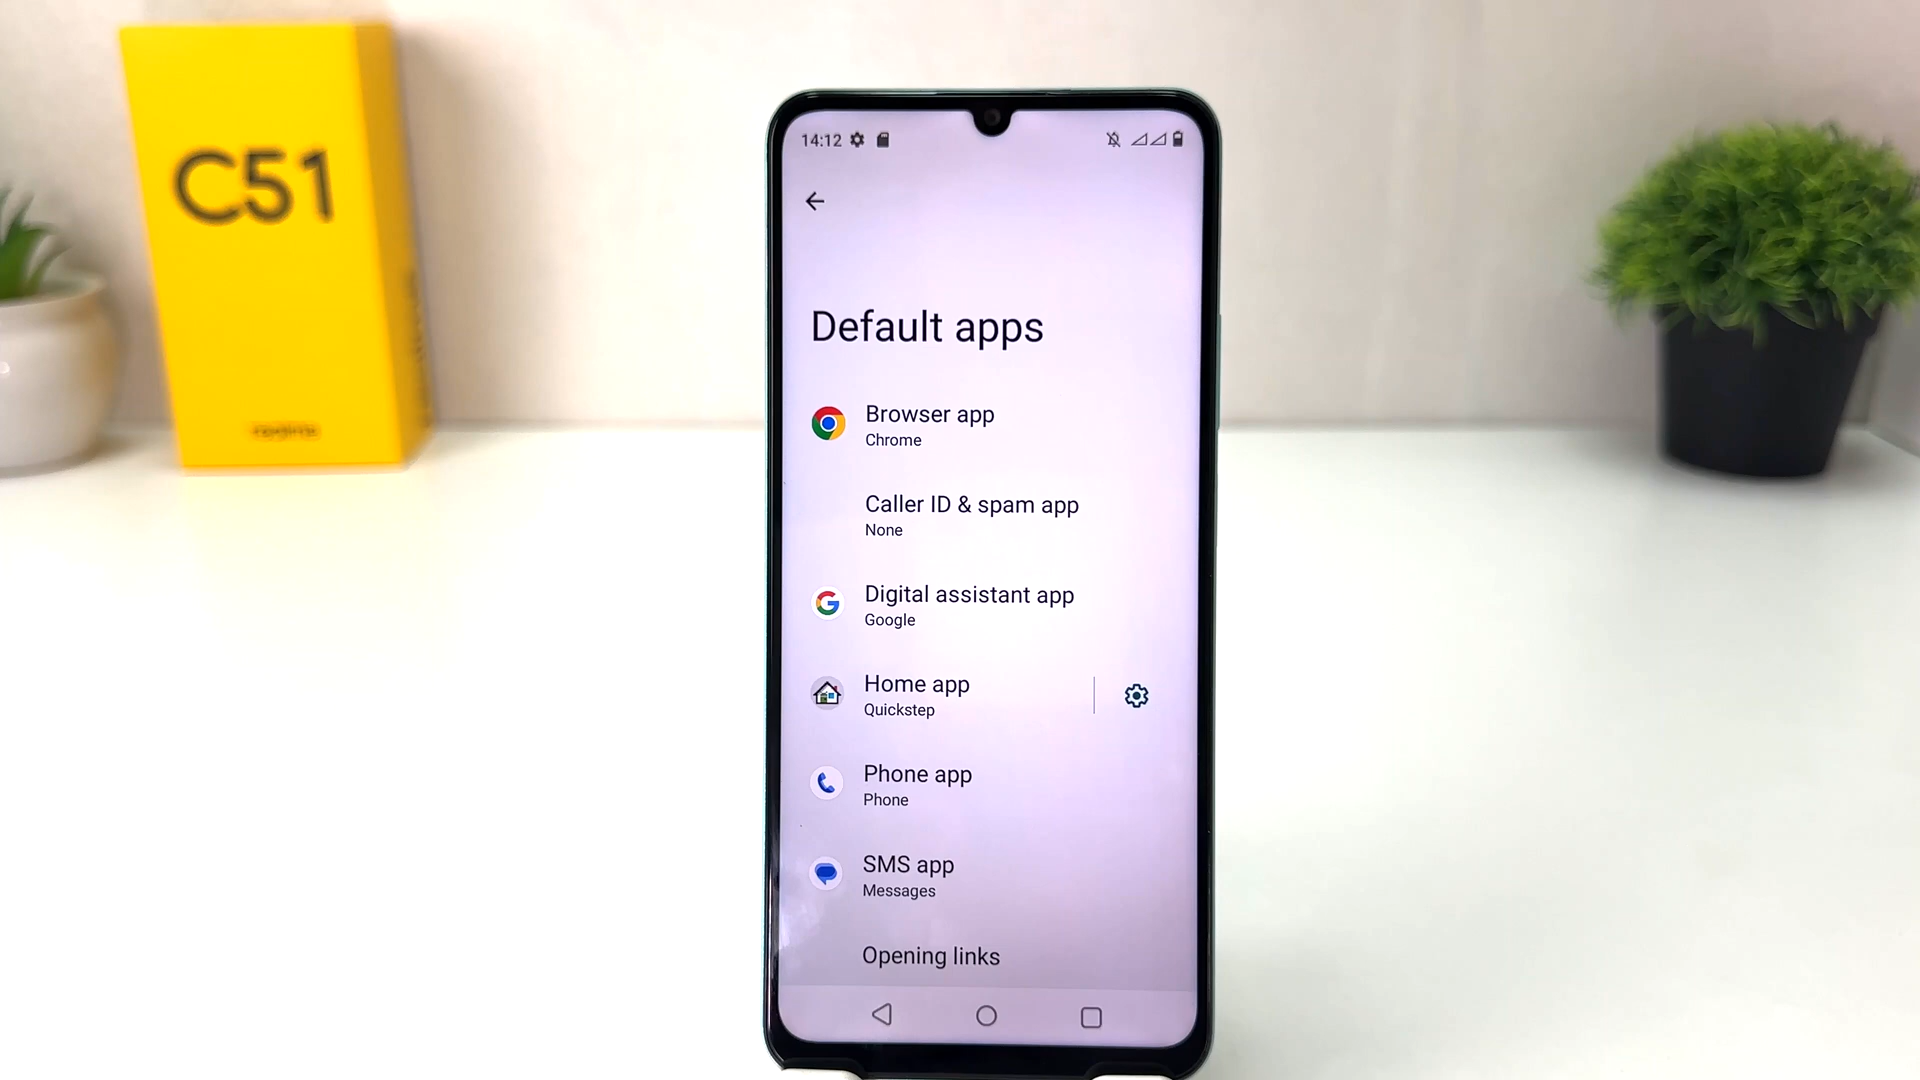 C51
realme
14:12
Default apps
Browser app
Chrome
Caller ID & spam app
None
Digital assistant app
Google
Home app
Quickstep
Phone app
Phone
SMS app
Messages
Opening links